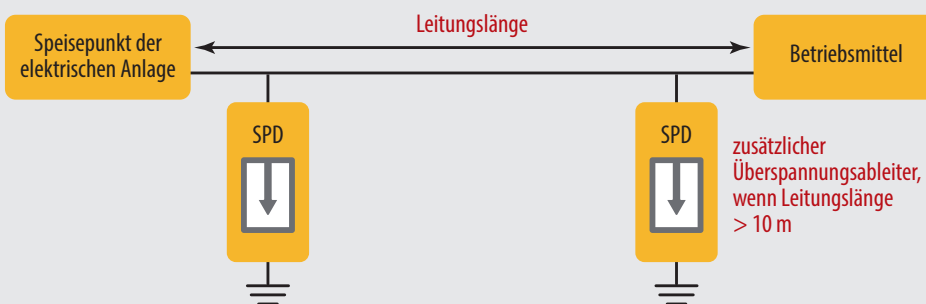 Leitungslänge
Speisepunkt der
elektrischen Anlage
Betriebsmittel
SPD
SPD
zusätzlicher
Überspannungsableiter,
wenn Leitungslänge
> 10 m